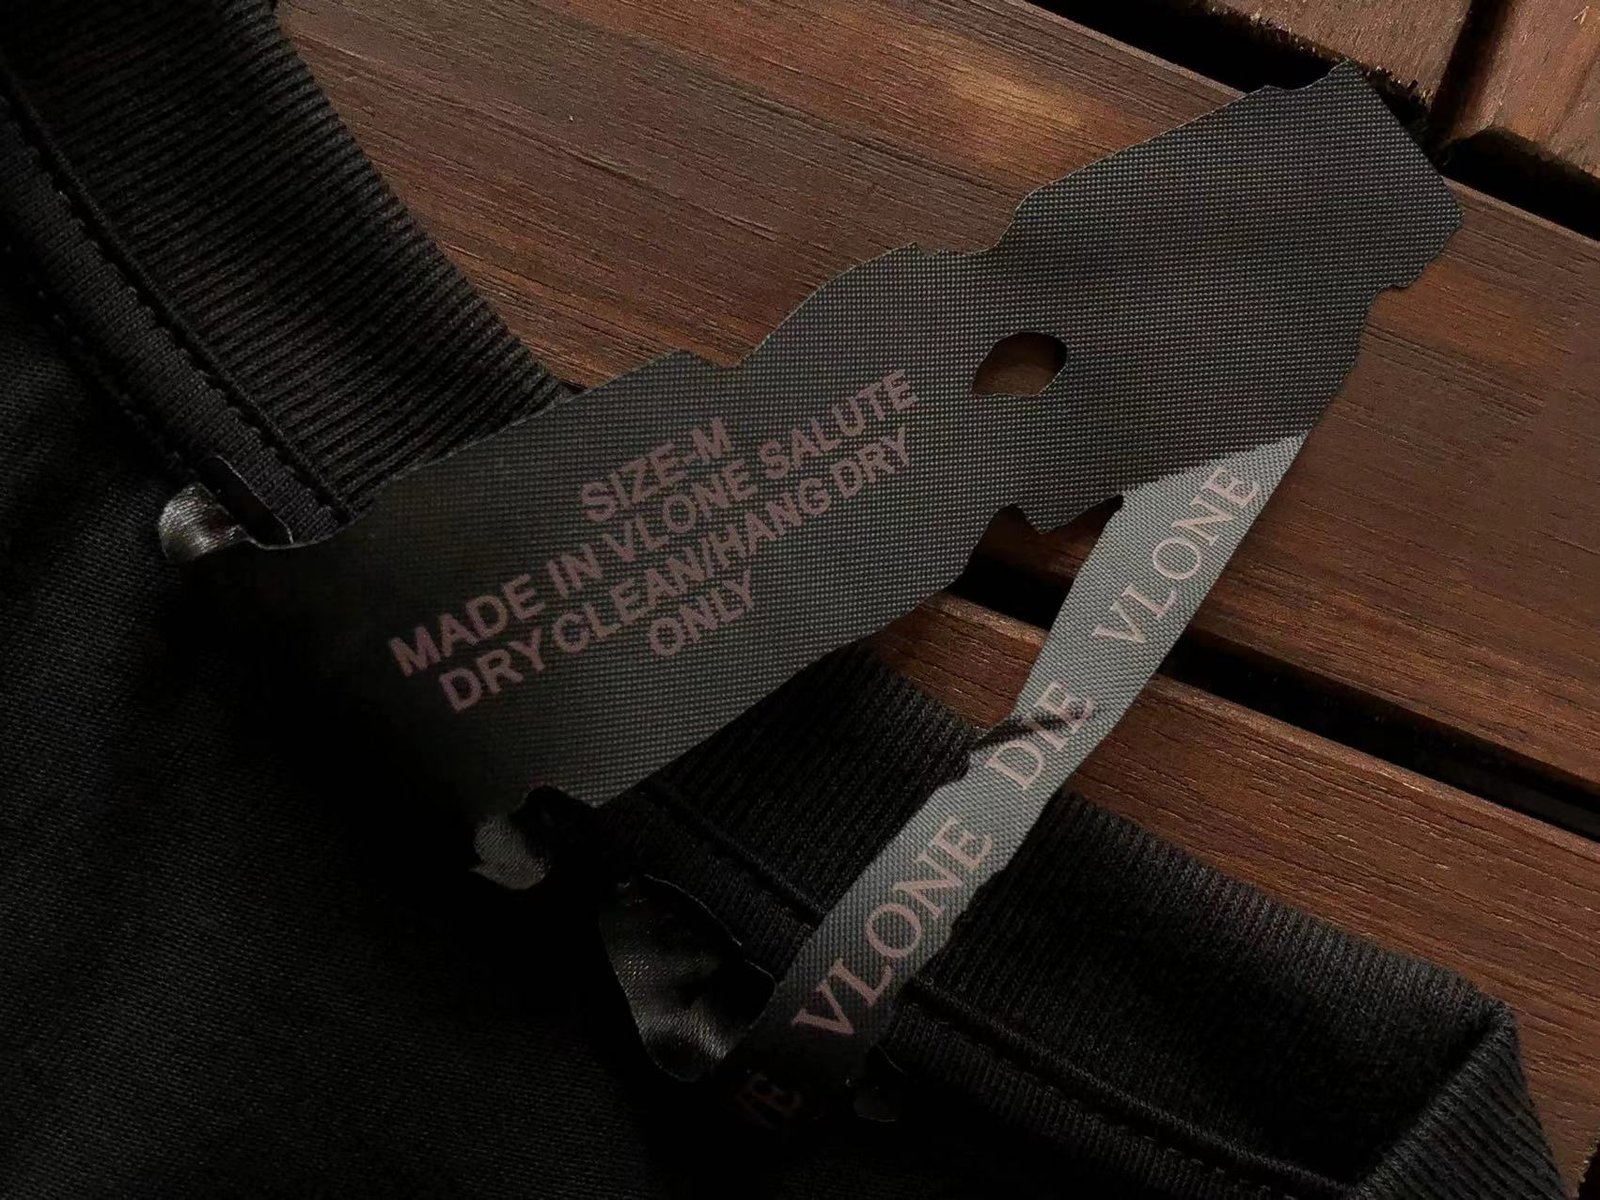 SIZE-M
MADE IN VLONE SALUTE
DRY CLEAN/HANG DRY
ONLY
VLONE DIE VLONE